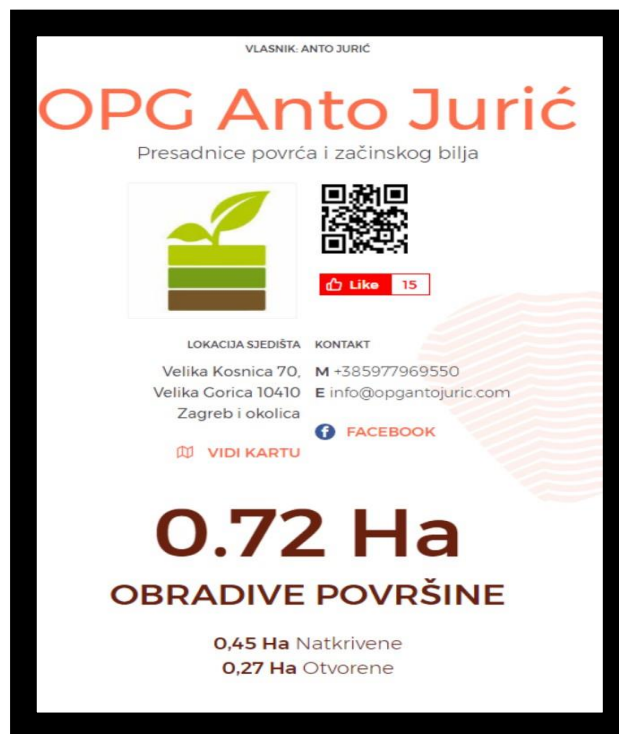 VLASNIK: ANTO JURIĆ
OPG Anto Jurić
Presadnice povrća i začinskog bilja
Like 15
LOKACIJA SJEDIŠTA
Velika Kosnica 70,
Velika Gorica 10410
Zagreb i okolica
VIDI KARTU
KONTAKT
M +385977969550
E info@opgantojuric.com
FACEBOOK
0.72 Ha
OBRADIVE POVRŠINE
0,45 Ha Natkrivene
0,27 Ha Otvorene